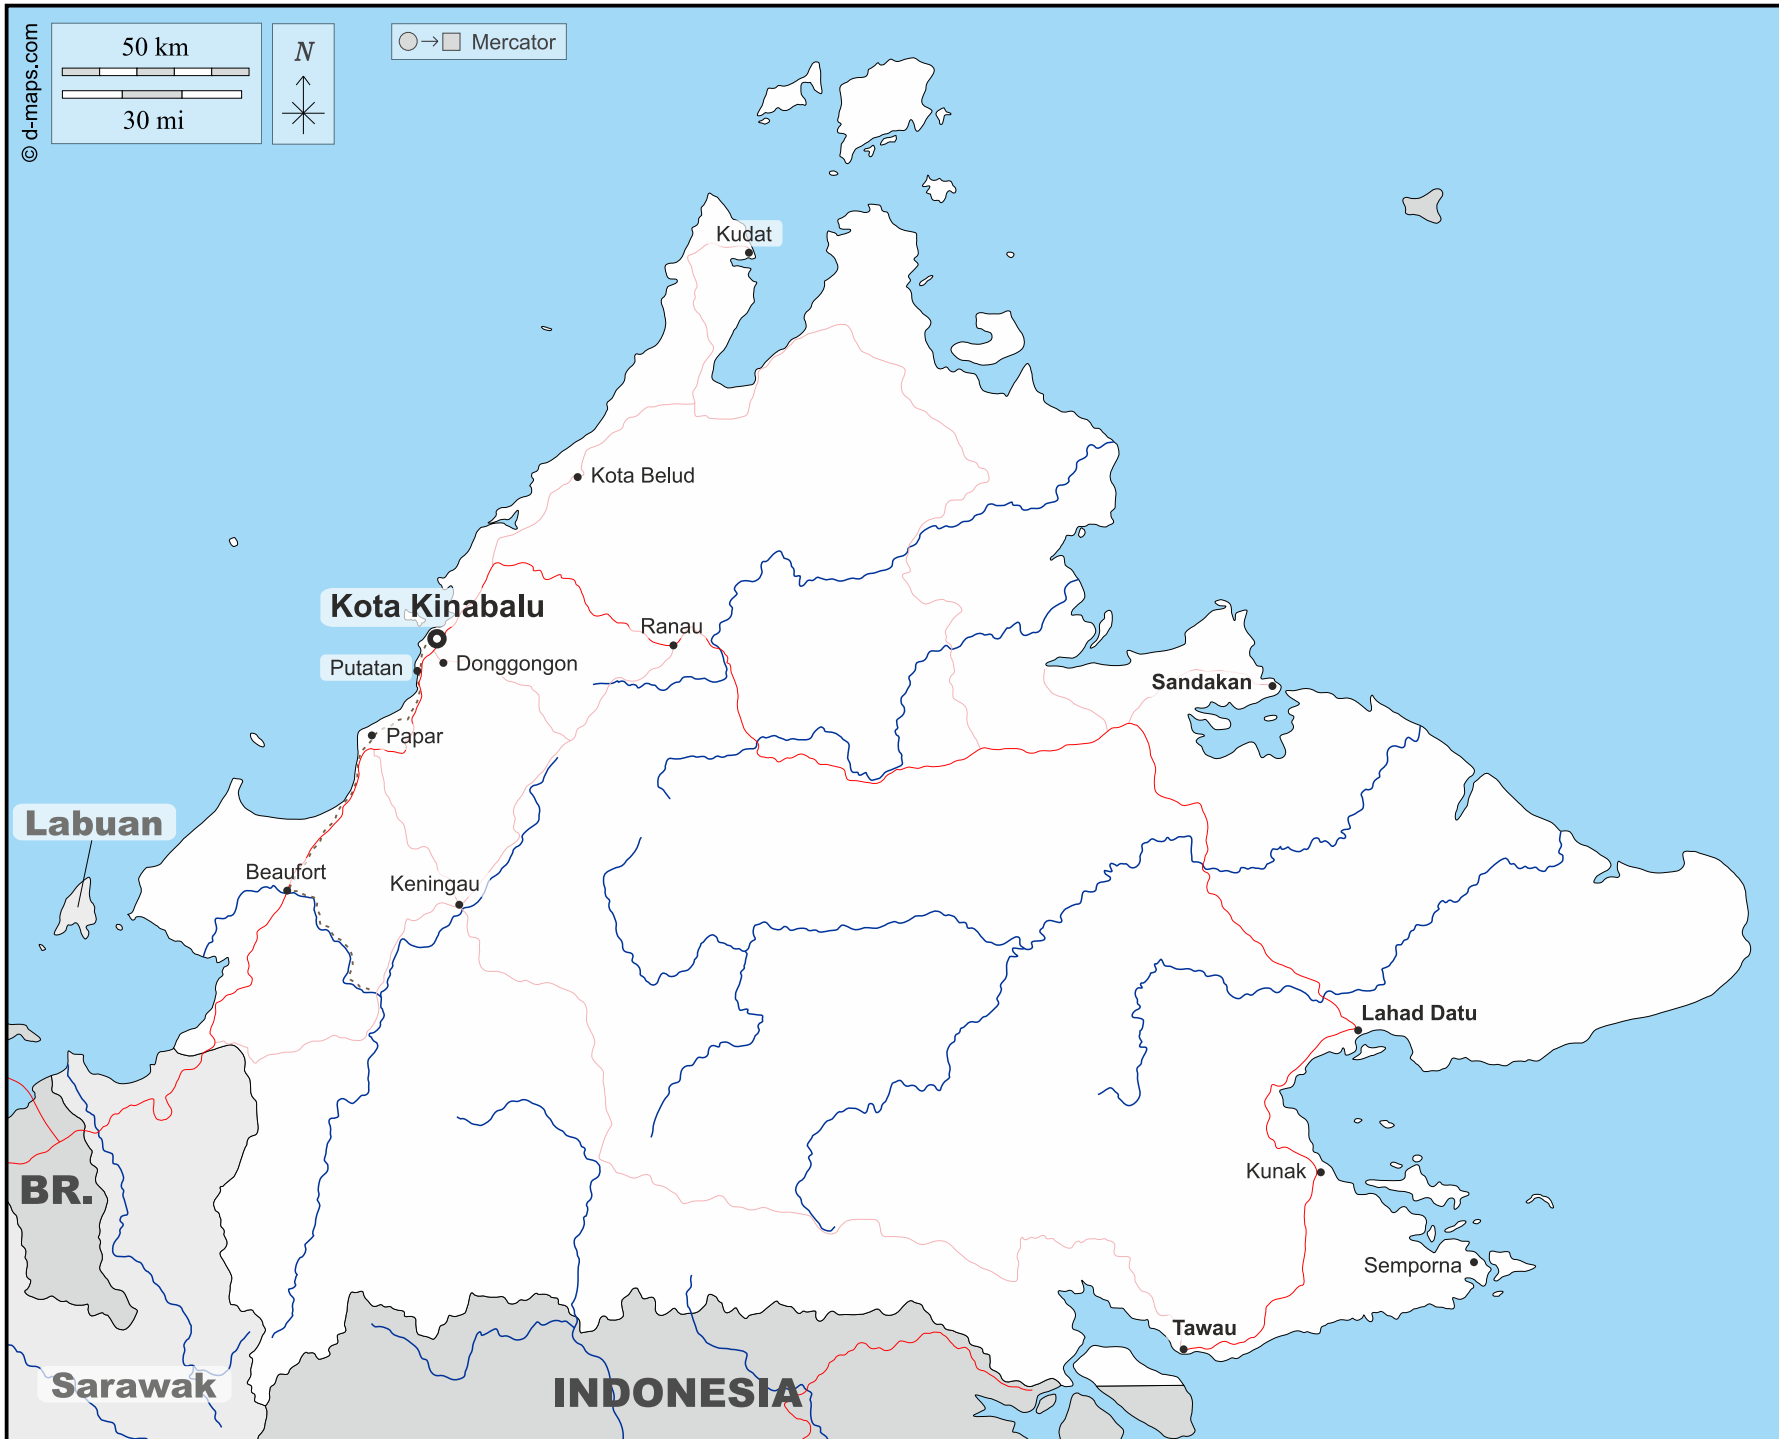 © d-maps.com
50 km
30 mi
N
Mercator
Kudat
Kota Belud
Kota Kinabalu
Ranau
Putatan
Donggongon
Sandakan
Papar
Labuan
Beaufort
Keningau
Lahad Datu
Kunak
BR.
Semporna
Tawau
Sarawak
INDONESIA